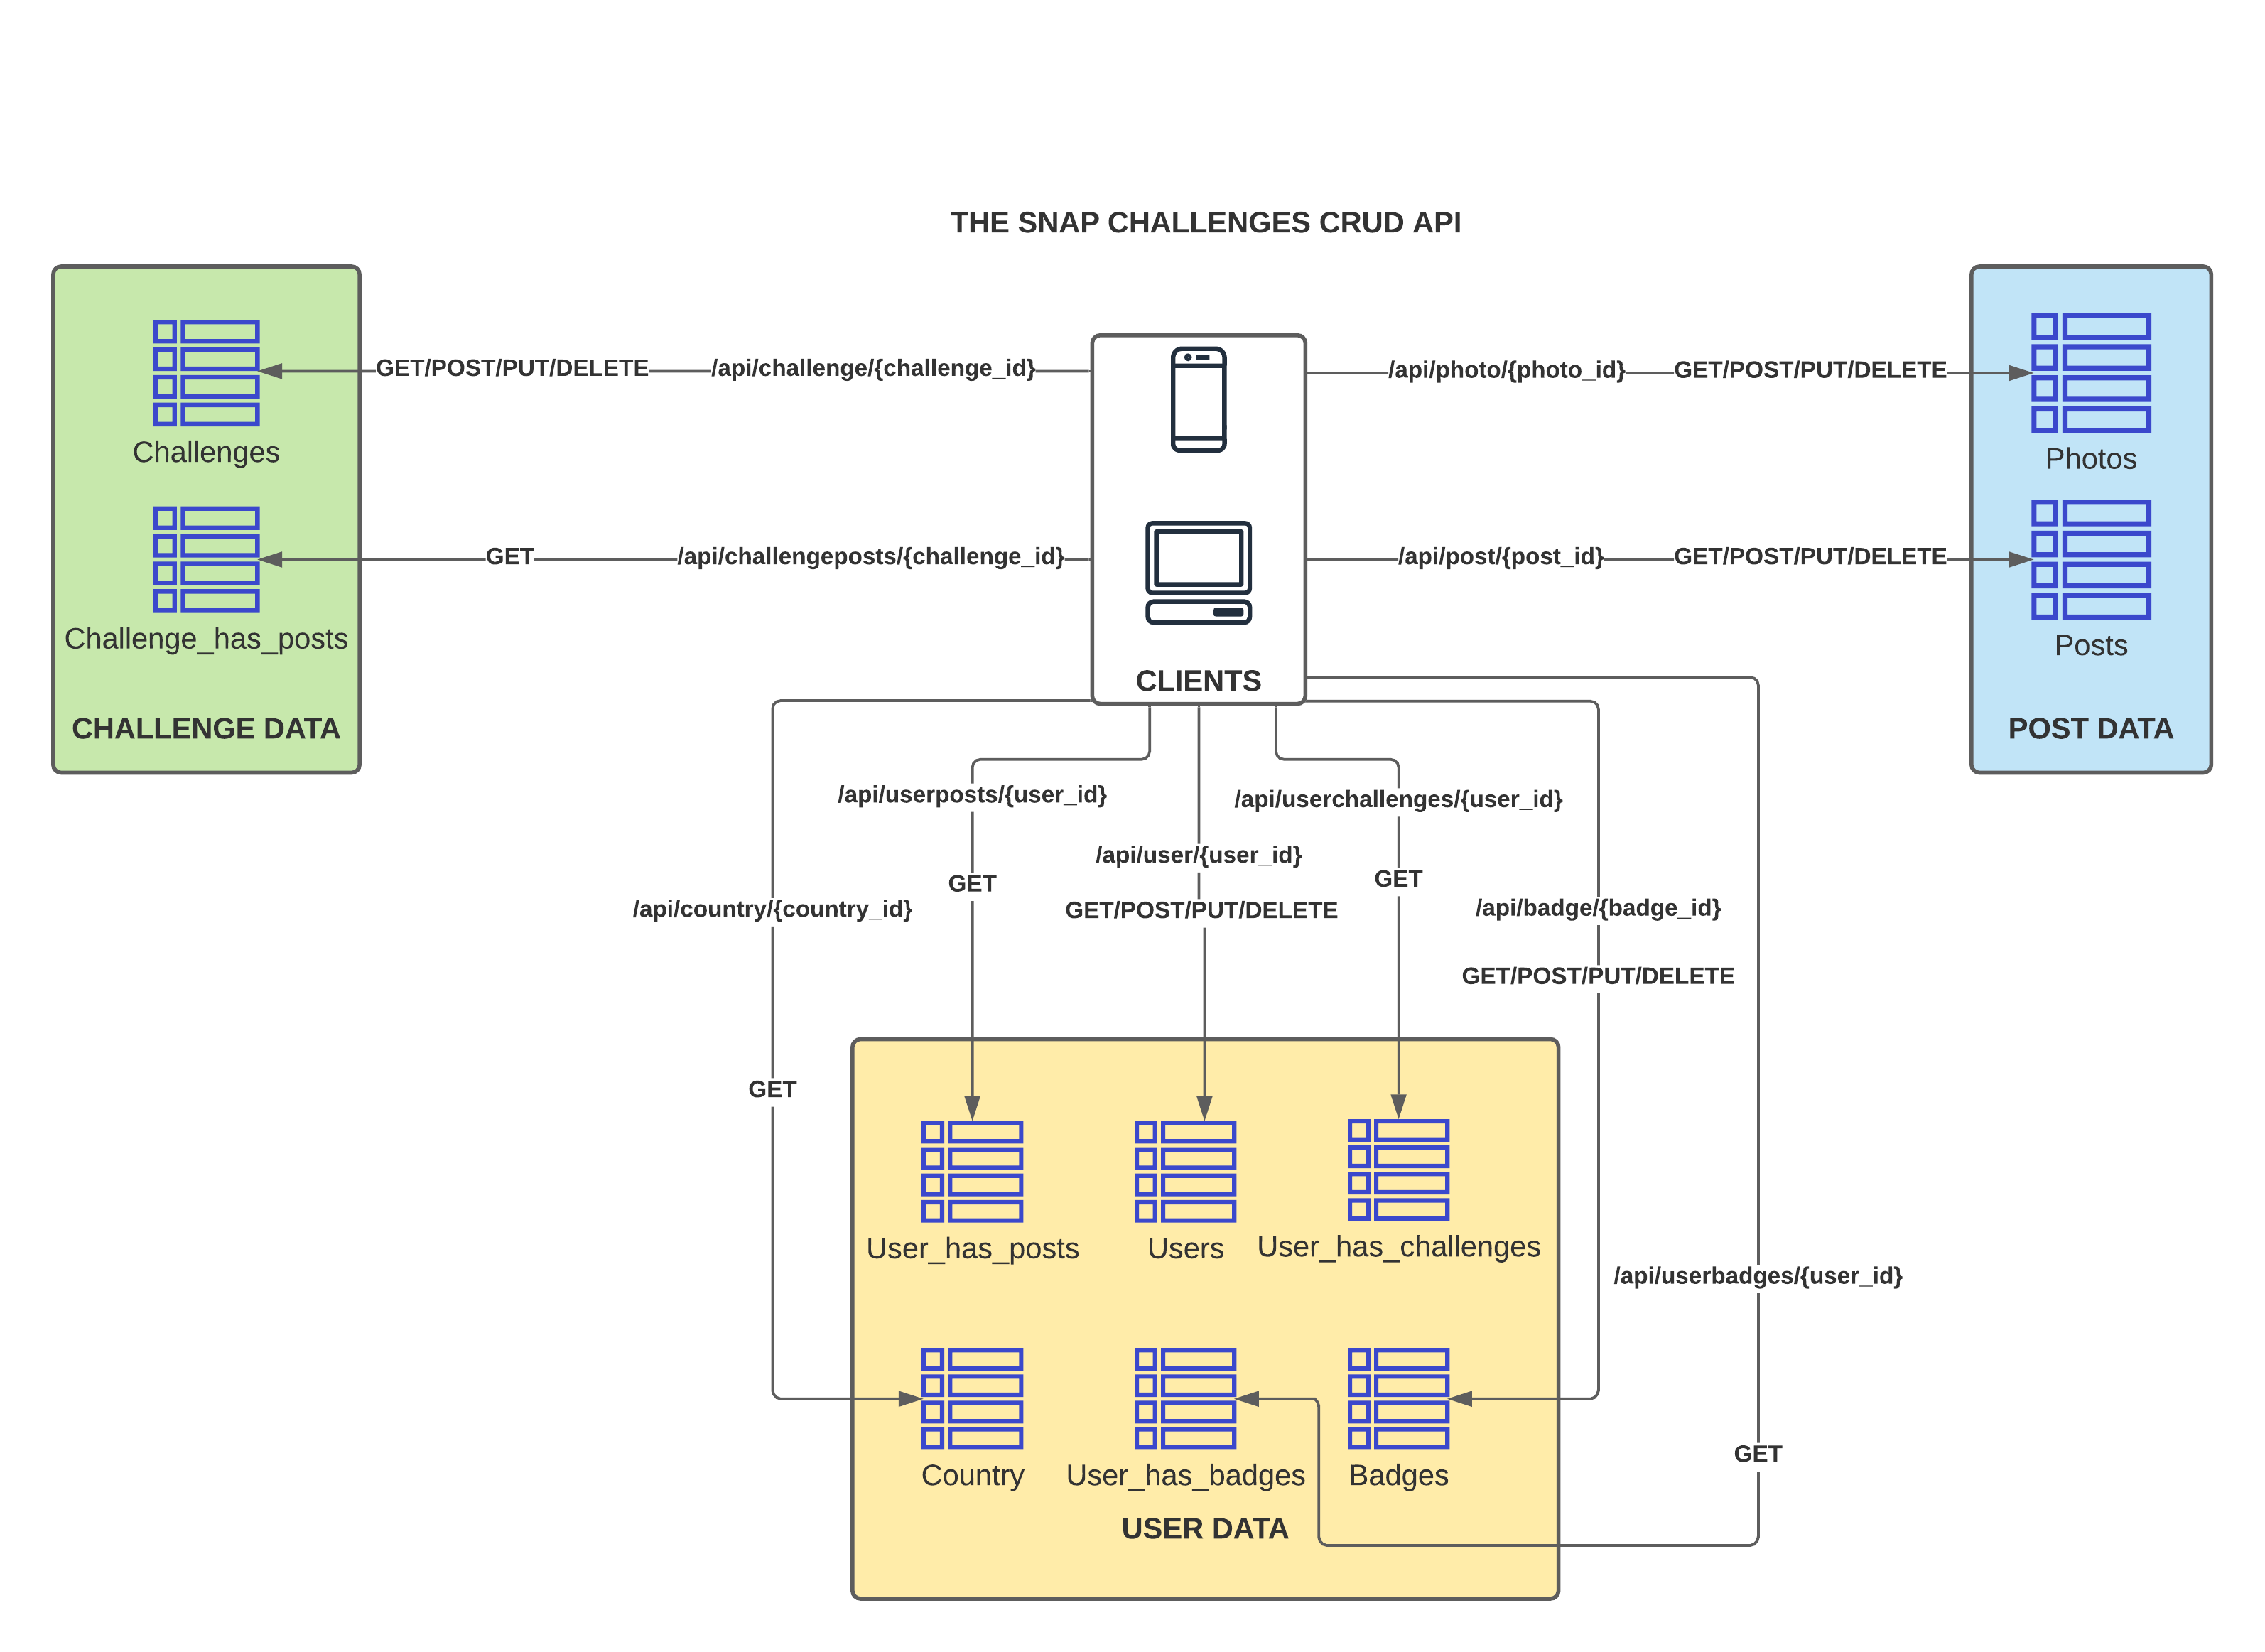 THE SNAP CHALLENGES CRUD API
GET/POST/PUT/DELETE
/api/challenge/{challenge_id}
/api/photo/{photo_id}
GET/POST/PUT/DELETE
Challenges
Photos
GET
/api/challengeposts/{challenge_id}
/api/post/{post_id}
GET/POST/PUT/DELETE
Challenge_has_posts
Posts
CLIENTS
CHALLENGE DATA
POST DATA
/api/userposts/{user_id}
/api/userchallenges/{user_id}
/api/user/{user_id}
GET
GET
/api/country/{country_id}
GET/POST/PUT/DELETE
/api/badge/{badge_id}
GET/POST/PUT/DELETE
GET
User_has_posts
Users
User_has_challenges
/api/userbadges/{user_id}
GET
Country
User_has_badges
Badges
USER DATA